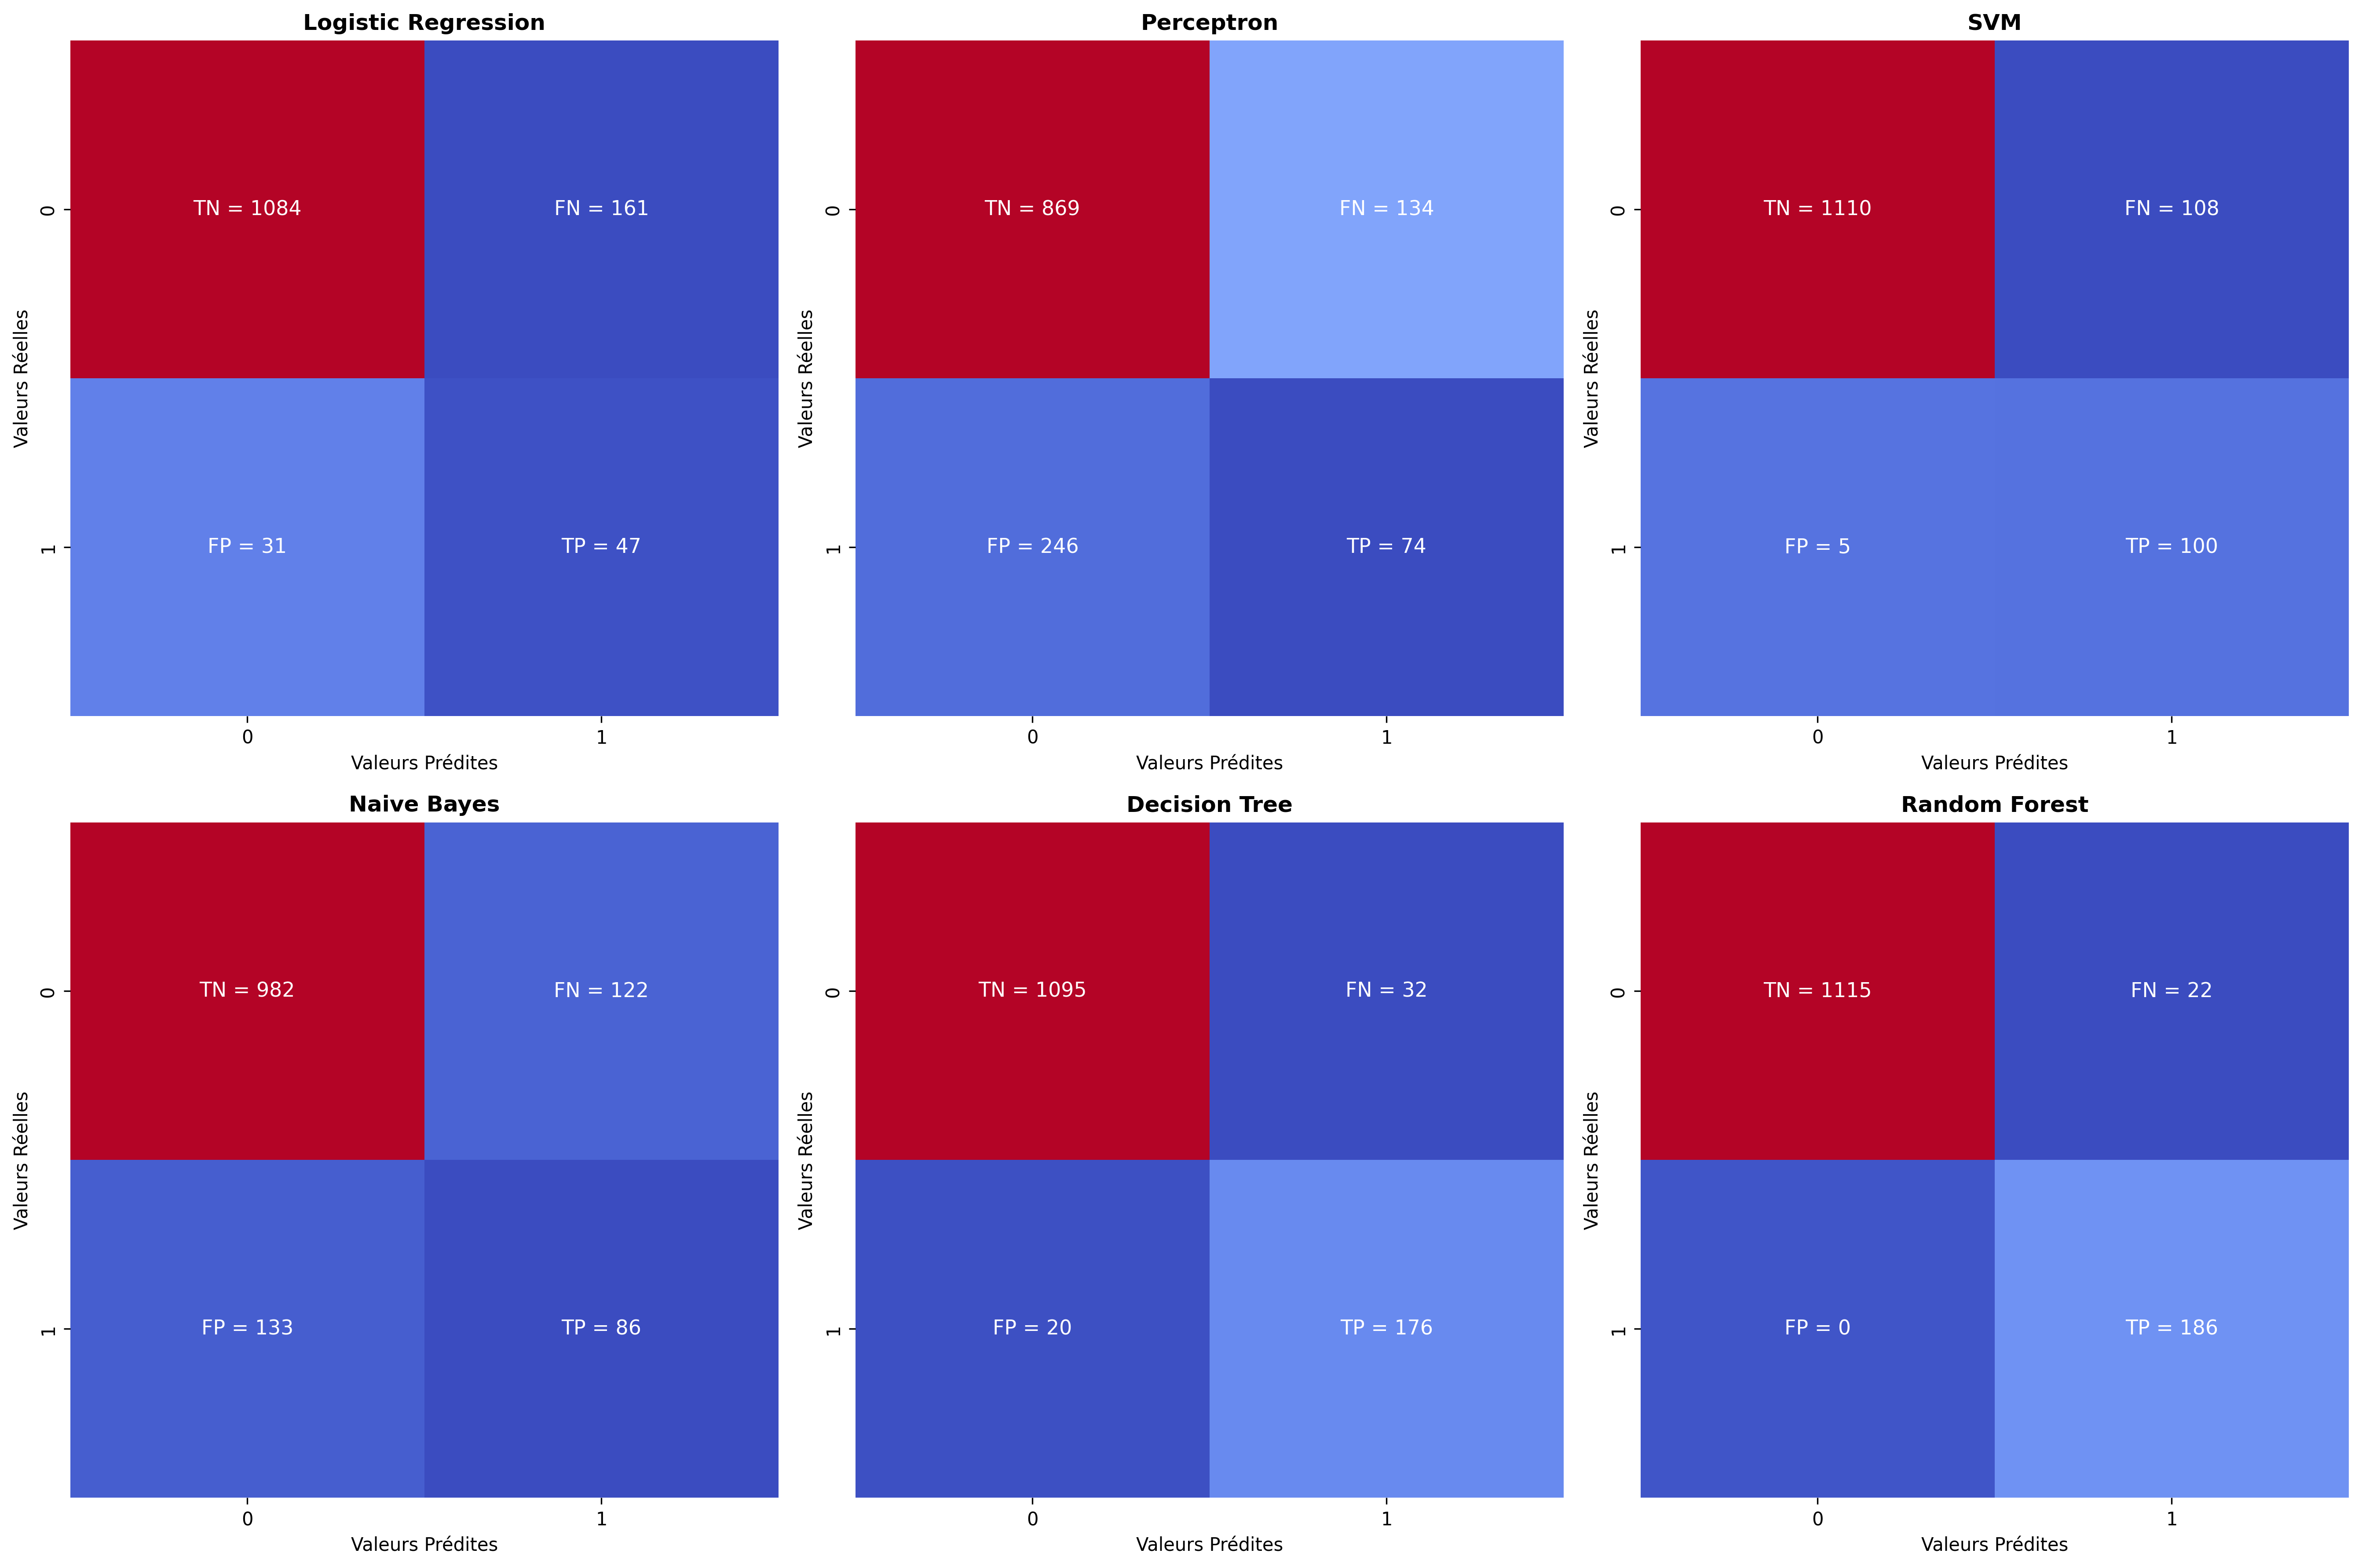 Logistic Regression
Perceptron
SVM
Valeurs Réelles
0
1
TN = 1084
FN = 161
FP = 31
TP = 47
0
1
Valeurs Prédites
Valeurs Réelles
0
1
TN = 869
FN = 134
FP = 246
TP = 74
0
1
Valeurs Prédites
Valeurs Réelles
0
1
TN = 1110
FN = 108
FP = 5
TP = 100
0
1
Valeurs Prédites
Naive Bayes
Decision Tree
Random Forest
Valeurs Réelles
0
1
TN = 982
FN = 122
FP = 133
TP = 86
0
1
Valeurs Prédites
Valeurs Réelles
0
1
TN = 1095
FN = 32
FP = 20
TP = 176
0
1
Valeurs Prédites
Valeurs Réelles
0
1
TN = 1115
FN = 22
FP = 0
TP = 186
0
1
Valeurs Prédites